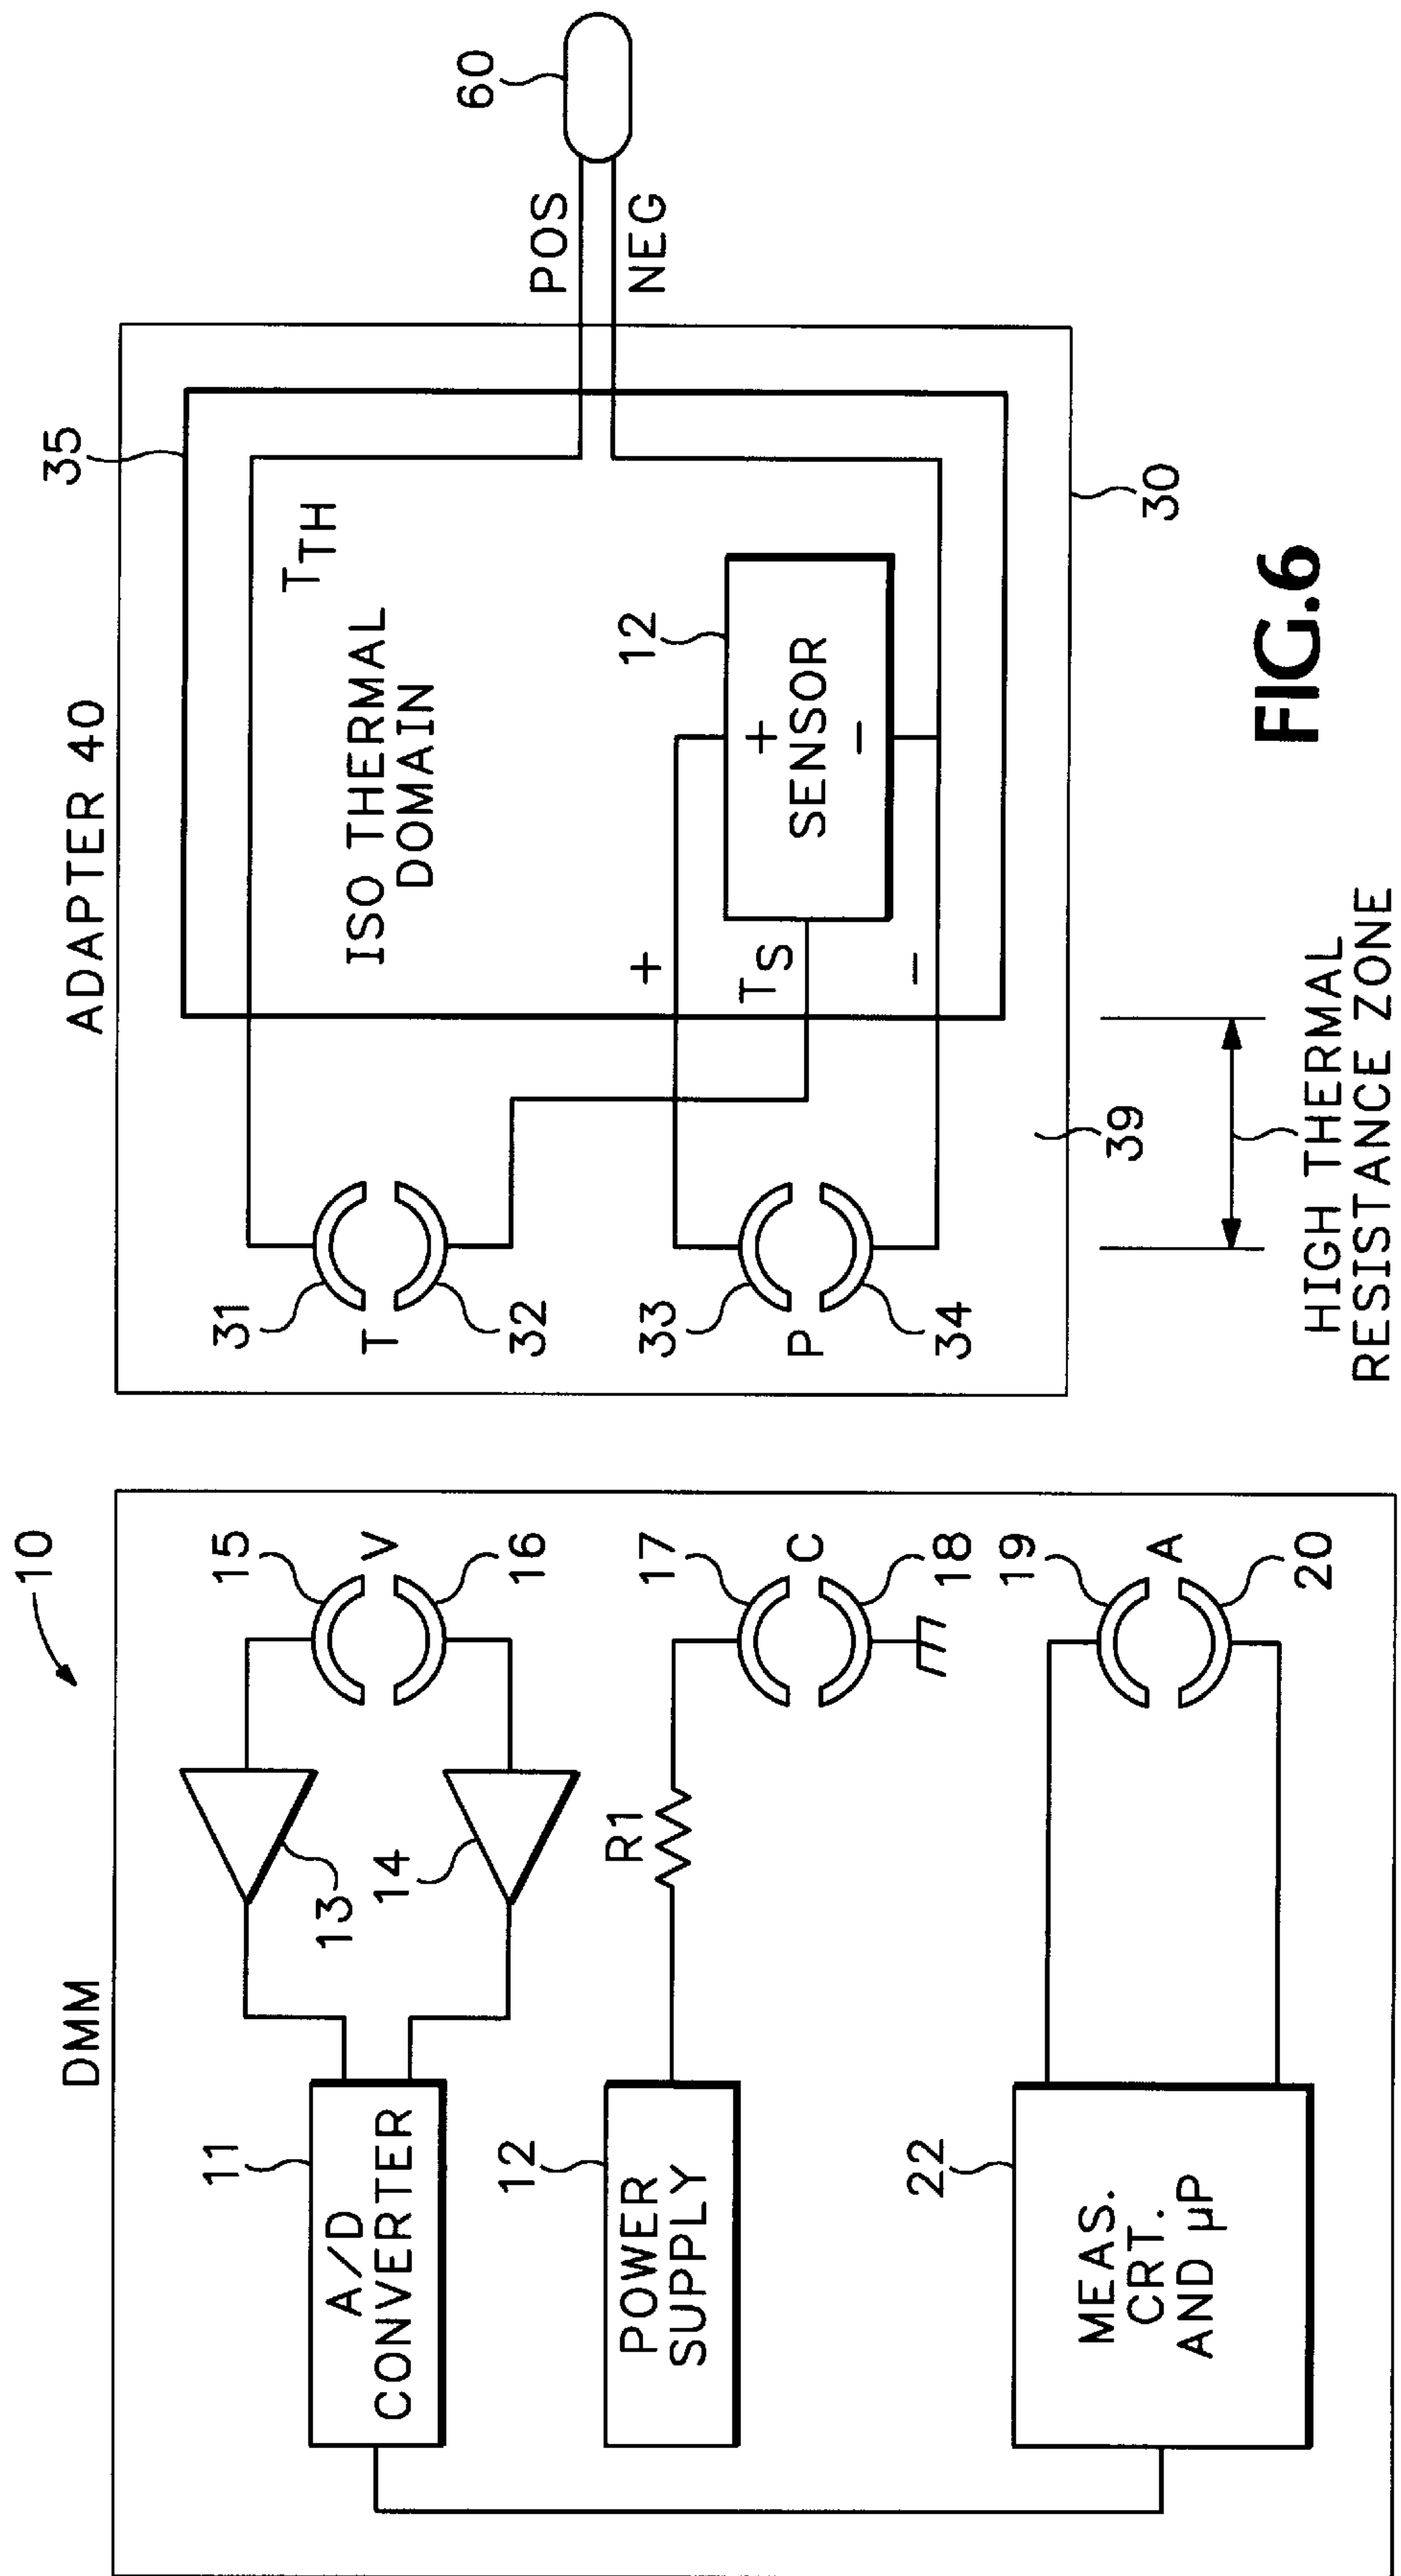 10
DMM
11
A/D
CONVERTER
13
14
15
V
16
12
POWER
SUPPLY
R1
17
C
18
22
MEAS.
CRT.
AND µP
19
A
20
ADAPTER 40
35
31
T
32
ISO THERMAL
DOMAIN
TTH
33
P
34
+
TS
−
12
+
SENSOR
−
39
30
POS
NEG
60
HIGH THERMAL
RESISTANCE ZONE
FIG.6